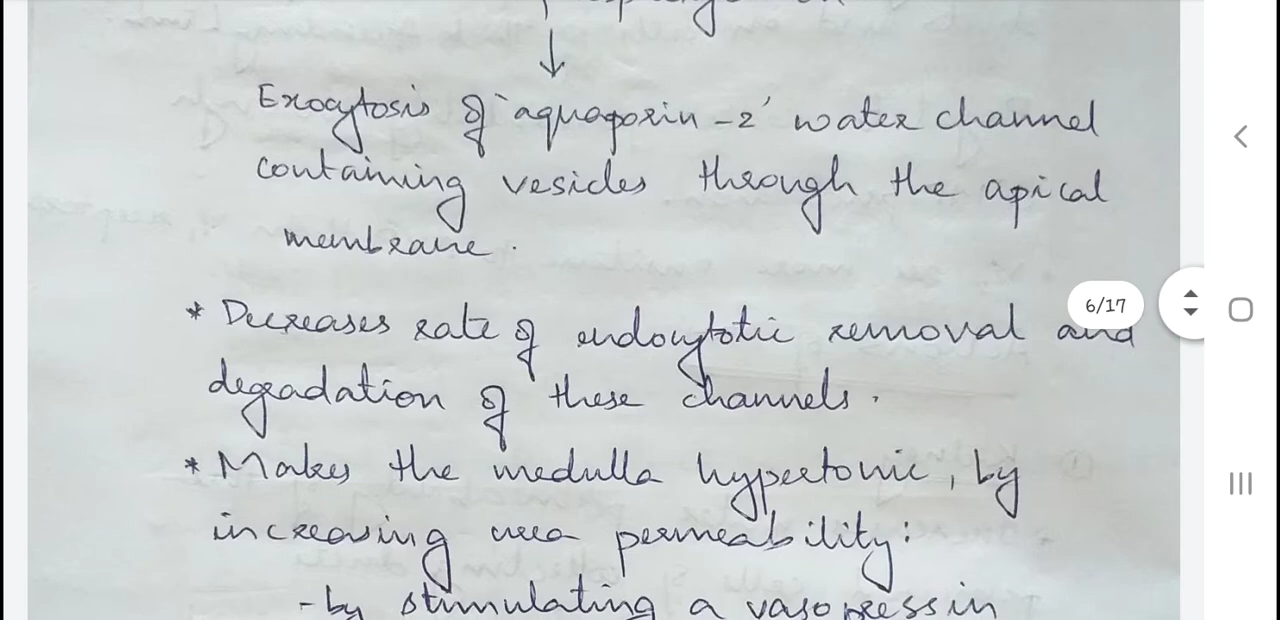 ↓
Exocytosis of 'aquaporin-2' water channel
containing vesicles through the apical
membrane.
* Decreases rate of endocytotic removal and
degradation of these channels.
* Makes the medulla hypertonic, by
increasing urea permeability:
- by stimulating a vasopressin
6/17